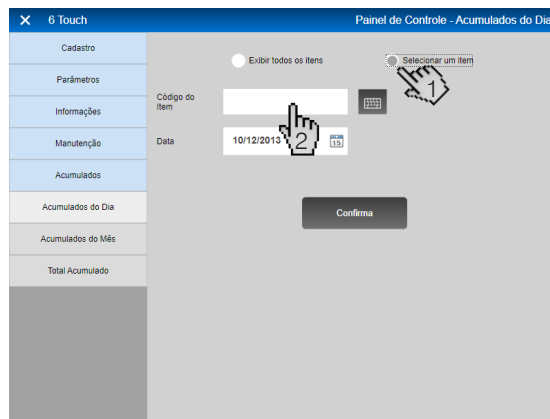 6 Touch
Painel de Controle - Acumulados do Dia
Cadastro
Parâmetros
Informações
Manutenção
Acumulados
Acumulados do Dia
Acumulados do Mês
Total Acumulado
Exibir todos os itens
Selecionar um item
1
Código do
Item
2
Data
10/12/2013
15
Confirma